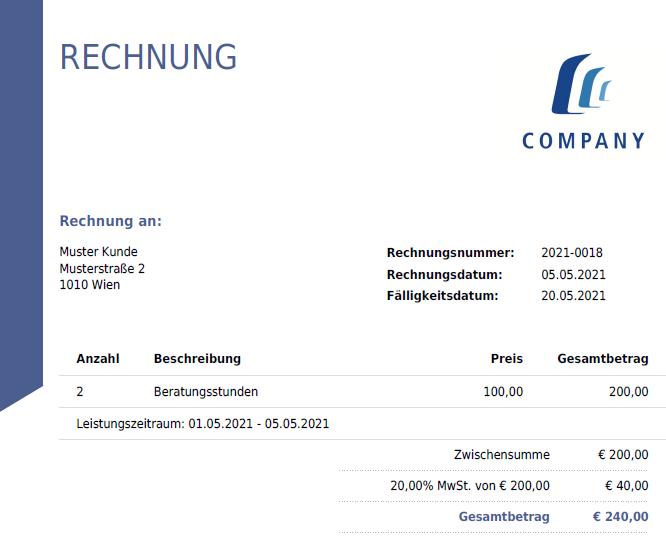 RECHNUNG
COMPANY
Rechnung an:
Muster Kunde
Musterstraße 2
1010 Wien
Rechnungsnummer: 2021-0018
Rechnungsdatum: 05.05.2021
Fälligkeitsdatum: 20.05.2021
Anzahl Beschreibung Preis Gesamtbetrag
2 Beratungsstunden 100,00 200,00
Leistungszeitraum: 01.05.2021 - 05.05.2021
Zwischensumme € 200,00
20,00% MwSt. von € 200,00 € 40,00
Gesamtbetrag € 240,00